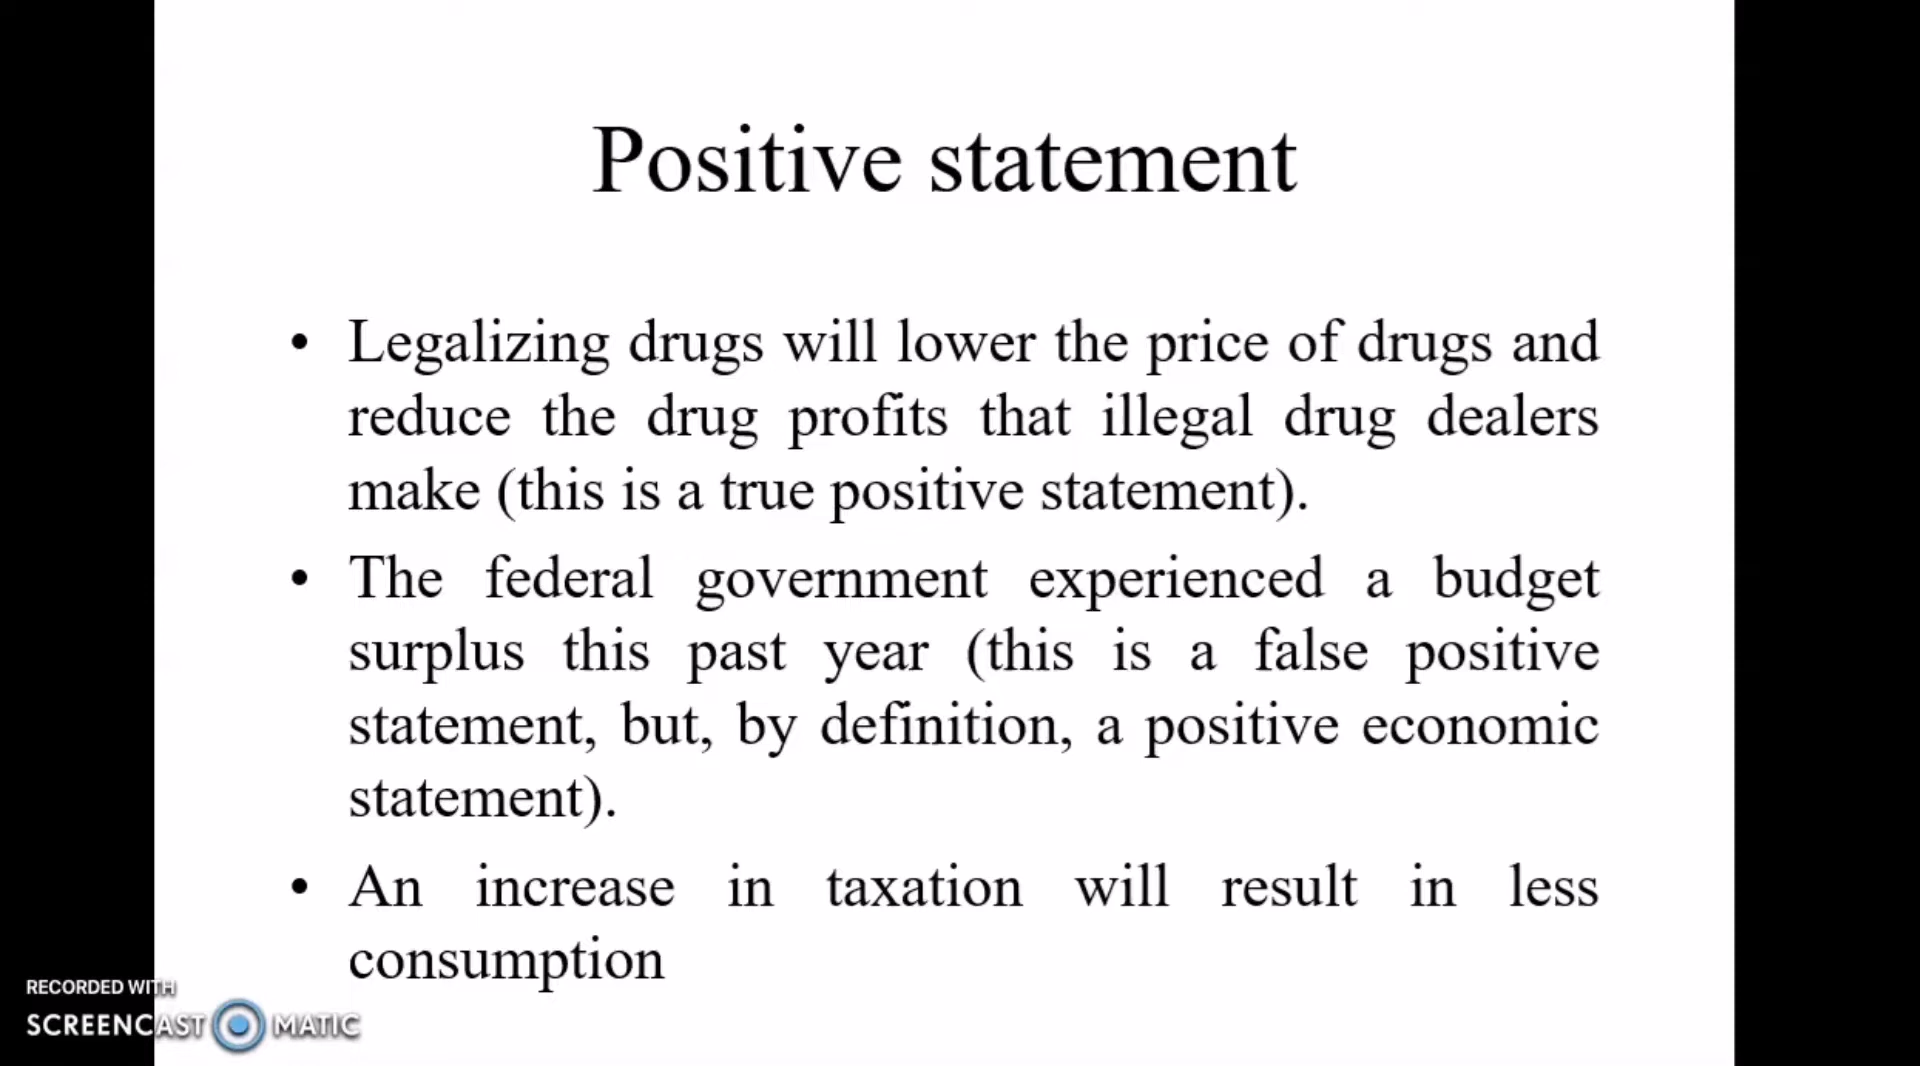 Positive statement
• Legalizing drugs will lower the price of drugs and
reduce the drug profits that illegal drug dealers
make (this is a true positive statement).
• The federal government experienced a budget
surplus this past year (this is a false positive
statement, but, by definition, a positive economic
statement).
• An increase in taxation will result in less
consumption
RECORDED WITH
SCREENCAST MATIC